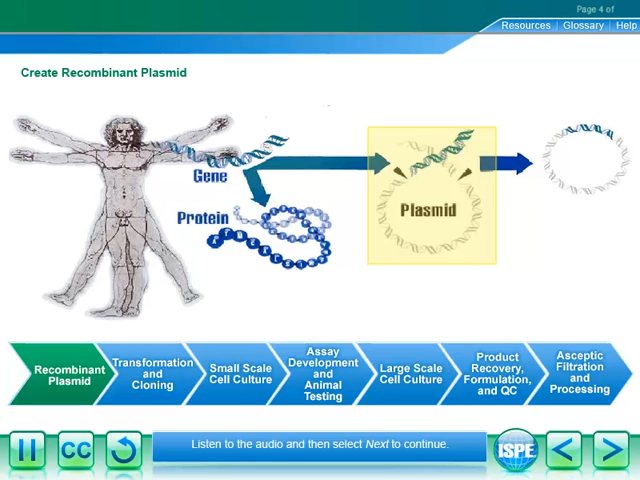 Page 4 of
Resources | Glossary | Help
Create Recombinant Plasmid
Gene
Protein
Plasmid
Recombinant
Plasmid
Transformation
and
Cloning
Small Scale
Cell Culture
Assay
Development
and
Animal
Testing
Large Scale
Cell Culture
Product
Recovery,
Formulation,
and QC
Asceptic
Filtration
and
Processing
CC
Listen to the audio and then select Next to continue.
ISPE